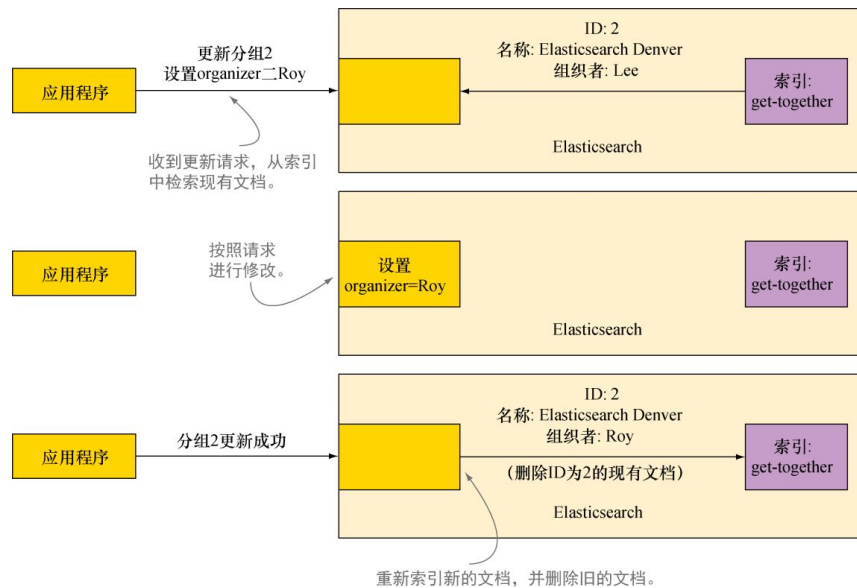 更新分组2
设置organizer二Roy
应用程序
收到更新请求，从索引
中检索现有文档。
ID: 2
名称: Elasticsearch Denver
组织者: Lee
索引:
get-together
Elasticsearch
应用程序
按照请求
进行修改。
设置
organizer=Roy
索引:
get-together
Elasticsearch
应用程序
分组2更新成功
ID: 2
名称: Elasticsearch Denver
组织者: Roy
（删除ID为2的现有文档）
索引:
get-together
Elasticsearch
重新索引新的文档，并删除旧的文档。